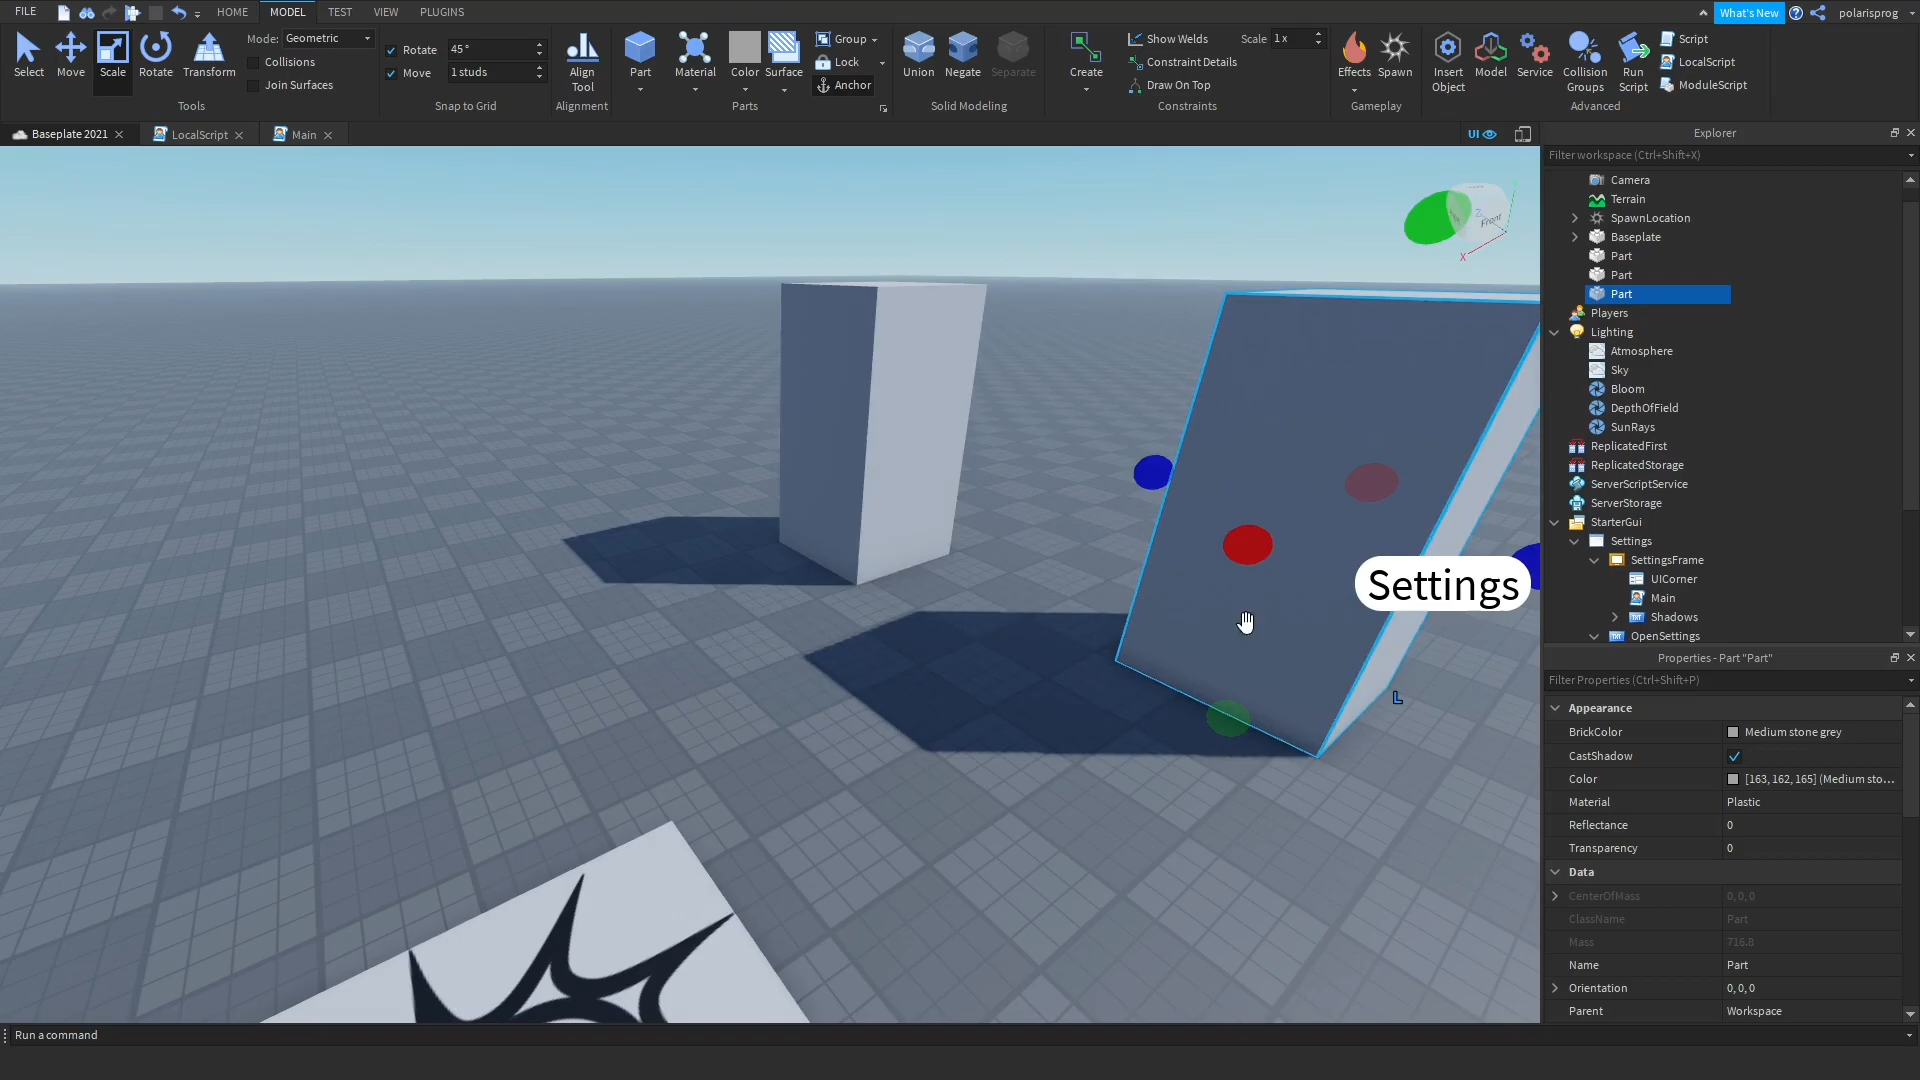 FILE
HOME
MODEL
TEST
VIEW
PLUGINS
What's New
polarisprog
Select
Move
Scale
Rotate
Transform
Mode:
Geometric
Collisions
Join Surfaces
Tools
Rotate
45°
Move
1 studs
Snap to Grid
Align
Tool
Alignment
Part
Material
Color
Surface
Group
Lock
Anchor
Parts
Union
Negate
Separate
Solid Modeling
Create
Show Welds
Scale
1 x
Constraint Details
Draw On Top
Constraints
Effects
Spawn
Gameplay
Insert
Object
Model
Service
Collision
Groups
Run
Script
Script
LocalScript
ModuleScript
Advanced
Baseplate 2021
LocalScript
Main
UI
Explorer
Filter workspace (Ctrl+Shift+X)
Camera
Terrain
SpawnLocation
Baseplate
Part
Part
Part
Players
Lighting
Atmosphere
Sky
Bloom
DepthOfField
SunRays
ReplicatedFirst
ReplicatedStorage
ServerScriptService
ServerStorage
StarterGui
Settings
SettingsFrame
UICorner
Main
Shadows
OpenSettings
Front
Z
X
Settings
L
Properties - Part "Part"
Filter Properties (Ctrl+Shift+P)
Appearance
BrickColor
Medium stone grey
CastShadow
Color
[163, 162, 165] (Medium sto...
Material
Plastic
Reflectance
0
Transparency
0
Data
CenterOfMass
0, 0, 0
ClassName
Part
Mass
716.8
Name
Part
Orientation
0, 0, 0
Parent
Workspace
Run a command